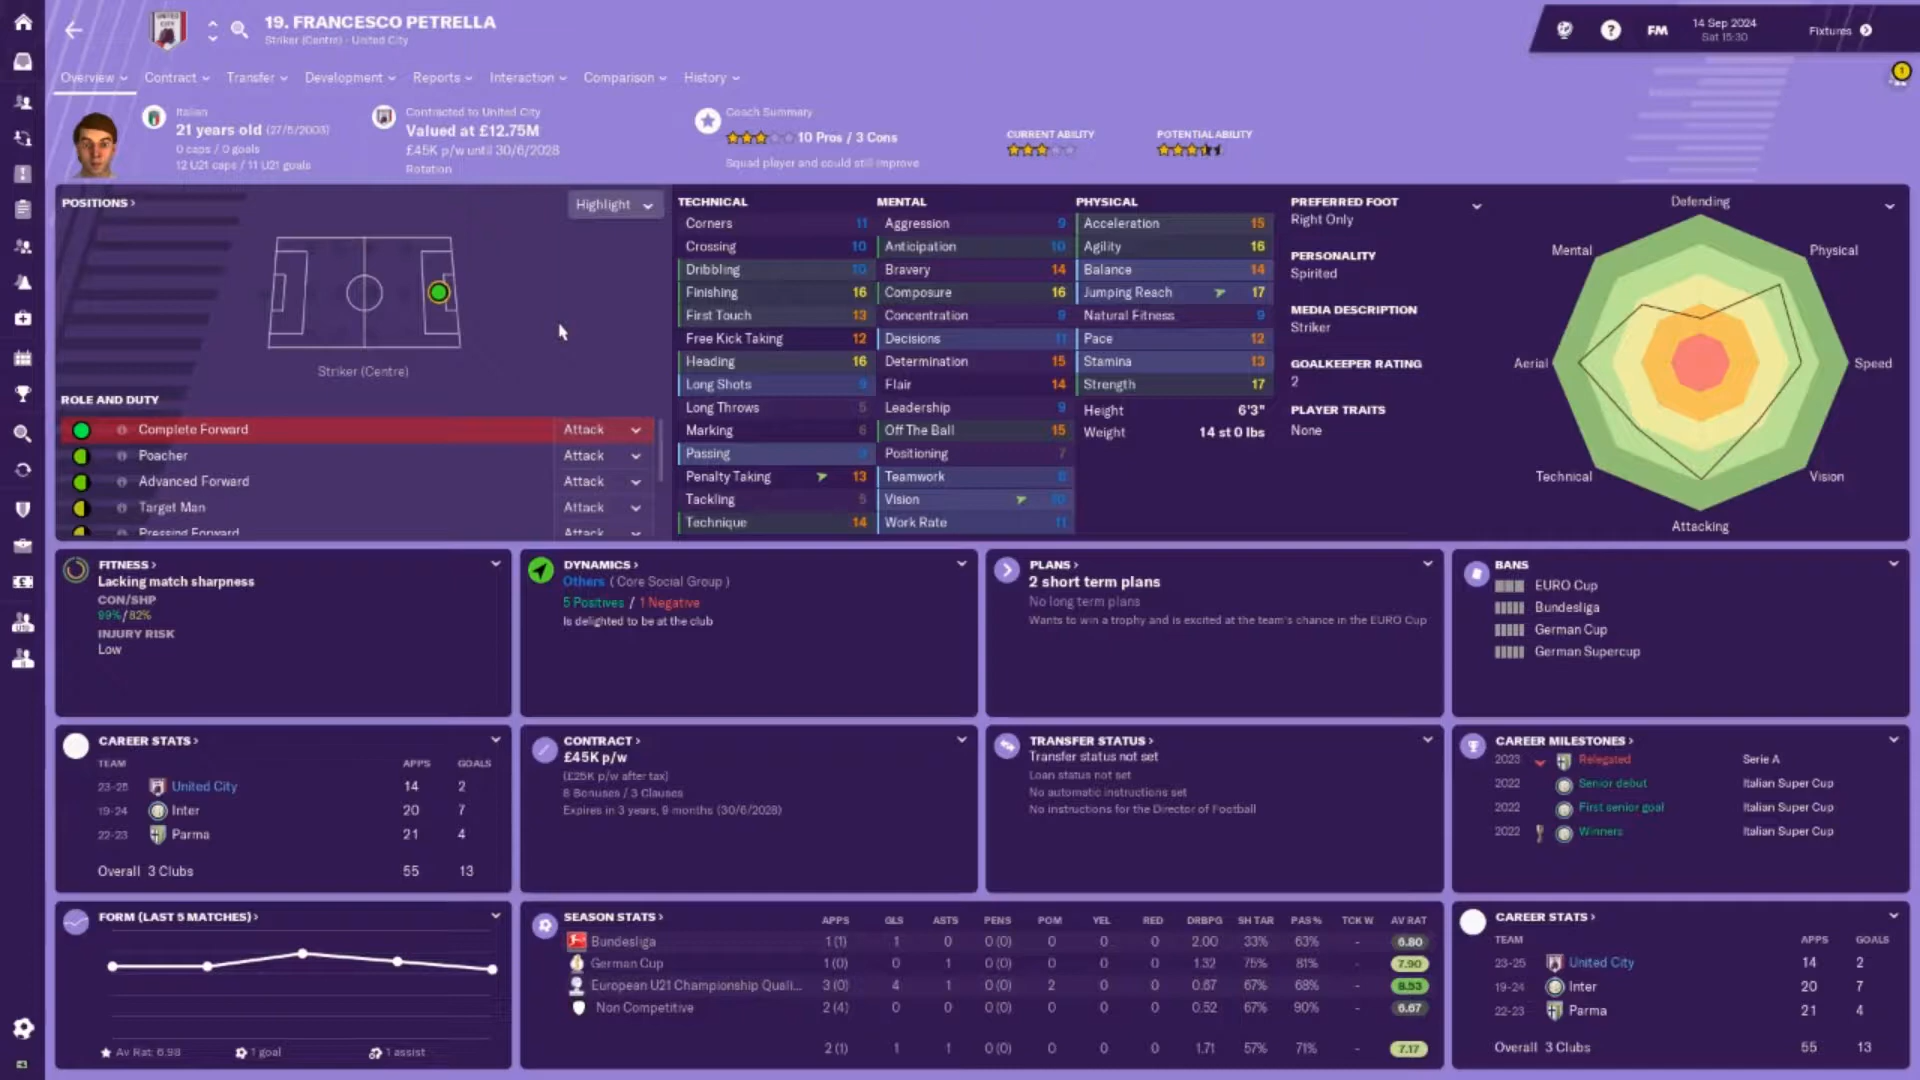 19. FRANCESCO PETRELLA
Striker (Centre) - United City
FM
14 Sep 2024
Sat 15:30
Fixtures
Overview
Contract
Transfer
Development
Reports
Interaction
Comparison
History
1
Italian
21 years old (27/5/2003)
0 caps / 0 goals
12 U21 caps / 11 U21 goals
Contracted to United City
Valued at £12.75M
£45K p/w until 30/6/2028
Rotation
Coach Summary
10 Pros / 3 Cons
Squad player and could still improve
CURRENT ABILITY
POTENTIAL ABILITY
POSITIONS >
Highlight
Striker (Centre)
ROLE AND DUTY
Complete Forward Attack
Poacher Attack
Advanced Forward Attack
Target Man Attack
Pressing Forward Attack
TECHNICAL
Corners 11
Crossing 10
Dribbling 10
Finishing 16
First Touch 13
Free Kick Taking 12
Heading 16
Long Shots 9
Long Throws 5
Marking 6
Passing 9
Penalty Taking 13
Tackling 5
Technique 14
MENTAL
Aggression 9
Anticipation 10
Bravery 14
Composure 16
Concentration 9
Decisions 11
Determination 15
Flair 14
Leadership 9
Off The Ball 15
Positioning 7
Teamwork 8
Vision 10
Work Rate 11
PHYSICAL
Acceleration 15
Agility 16
Balance 14
Jumping Reach 17
Natural Fitness 9
Pace 12
Stamina 13
Strength 17
Height 6'3"
Weight 14 st 0 lbs
PREFERRED FOOT
Right Only
PERSONALITY
Spirited
MEDIA DESCRIPTION
Striker
GOALKEEPER RATING
2
PLAYER TRAITS
None
Defending
Physical
Speed
Vision
Attacking
Technical
Aerial
Mental
FITNESS >
Lacking match sharpness
CON/SHP
99%/82%
INJURY RISK
Low
DYNAMICS >
Others ( Core Social Group )
5 Positives / 1 Negative
Is delighted to be at the club
PLANS >
2 short term plans
No long term plans
Wants to win a trophy and is excited at the team's chance in the EURO Cup
BANS
EURO Cup
Bundesliga
German Cup
German Supercup
CAREER STATS >
TEAM APPS GOALS
23-25 United City 14 2
19-24 Inter 20 7
22-23 Parma 21 4
Overall 3 Clubs 55 13
CONTRACT >
£45K p/w
(£25K p/w after tax)
8 Bonuses / 3 Clauses
Expires in 3 years, 9 months (30/6/2028)
TRANSFER STATUS >
Transfer status not set
Loan status not set
No automatic instructions set
No instructions for the Director of Football
CAREER MILESTONES >
2023 Relegated Serie A
2022 Senior debut Italian Super Cup
2022 First senior goal Italian Super Cup
2022 Winners Italian Super Cup
FORM (LAST 5 MATCHES) >
Av Rat: 6.98 1 goal 1 assist
SEASON STATS >
APPS GLS ASTS PENS POM YEL RED DRBPG SH TAR PAS% TCK W AV RAT
Bundesliga 1 (1) 1 0 0 (0) 0 0 0 2.00 33% 63% - 6.80
German Cup 1 (0) 0 1 0 (0) 0 0 0 1.32 75% 81% - 7.90
European U21 Championship Quali... 3 (0) 4 1 0 (0) 2 0 0 0.67 67% 68% - 8.53
Non Competitive 2 (4) 0 0 0 (0) 0 0 0 0.52 67% 90% - 6.67
2 (1) 1 1 0 (0) 0 0 0 1.71 57% 71% - 7.17
CAREER STATS >
TEAM APPS GOALS
23-25 United City 14 2
19-24 Inter 20 7
22-23 Parma 21 4
Overall 3 Clubs 55 13